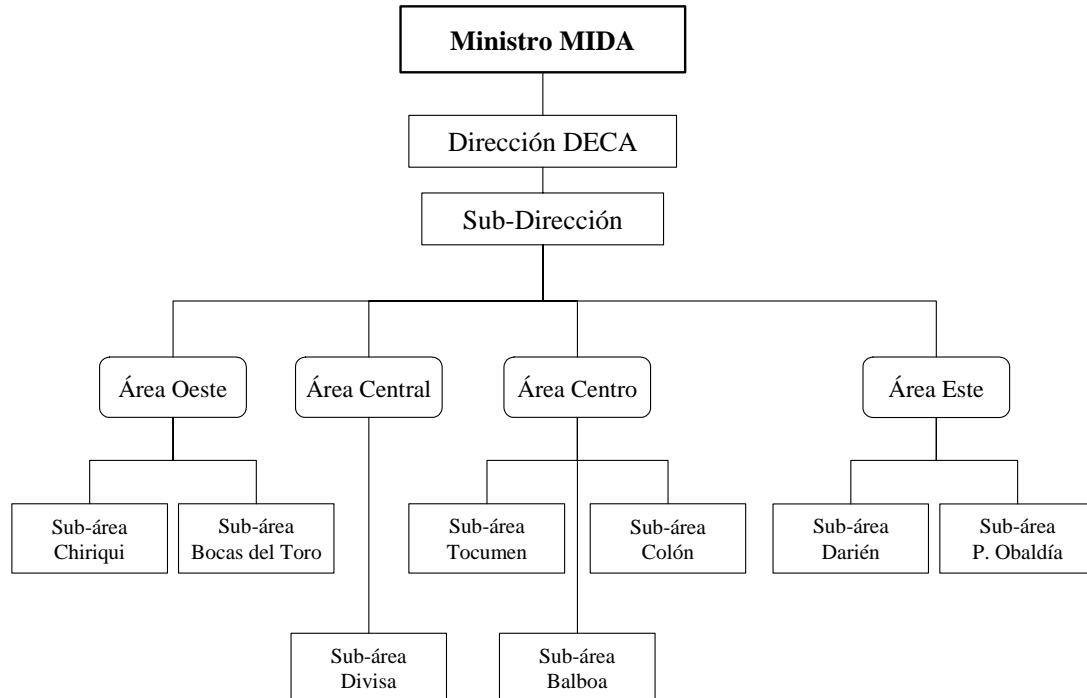 Ministro MIDA
Dirección DECA
Sub-Dirección
Área Oeste
Área Central
Área Centro
Área Este
Sub-área
Chiriqui
Sub-área
Bocas del Toro
Sub-área
Tocumen
Sub-área
Colón
Sub-área
Darién
Sub-área
P. Obaldía
Sub-área
Divisa
Sub-área
Balboa